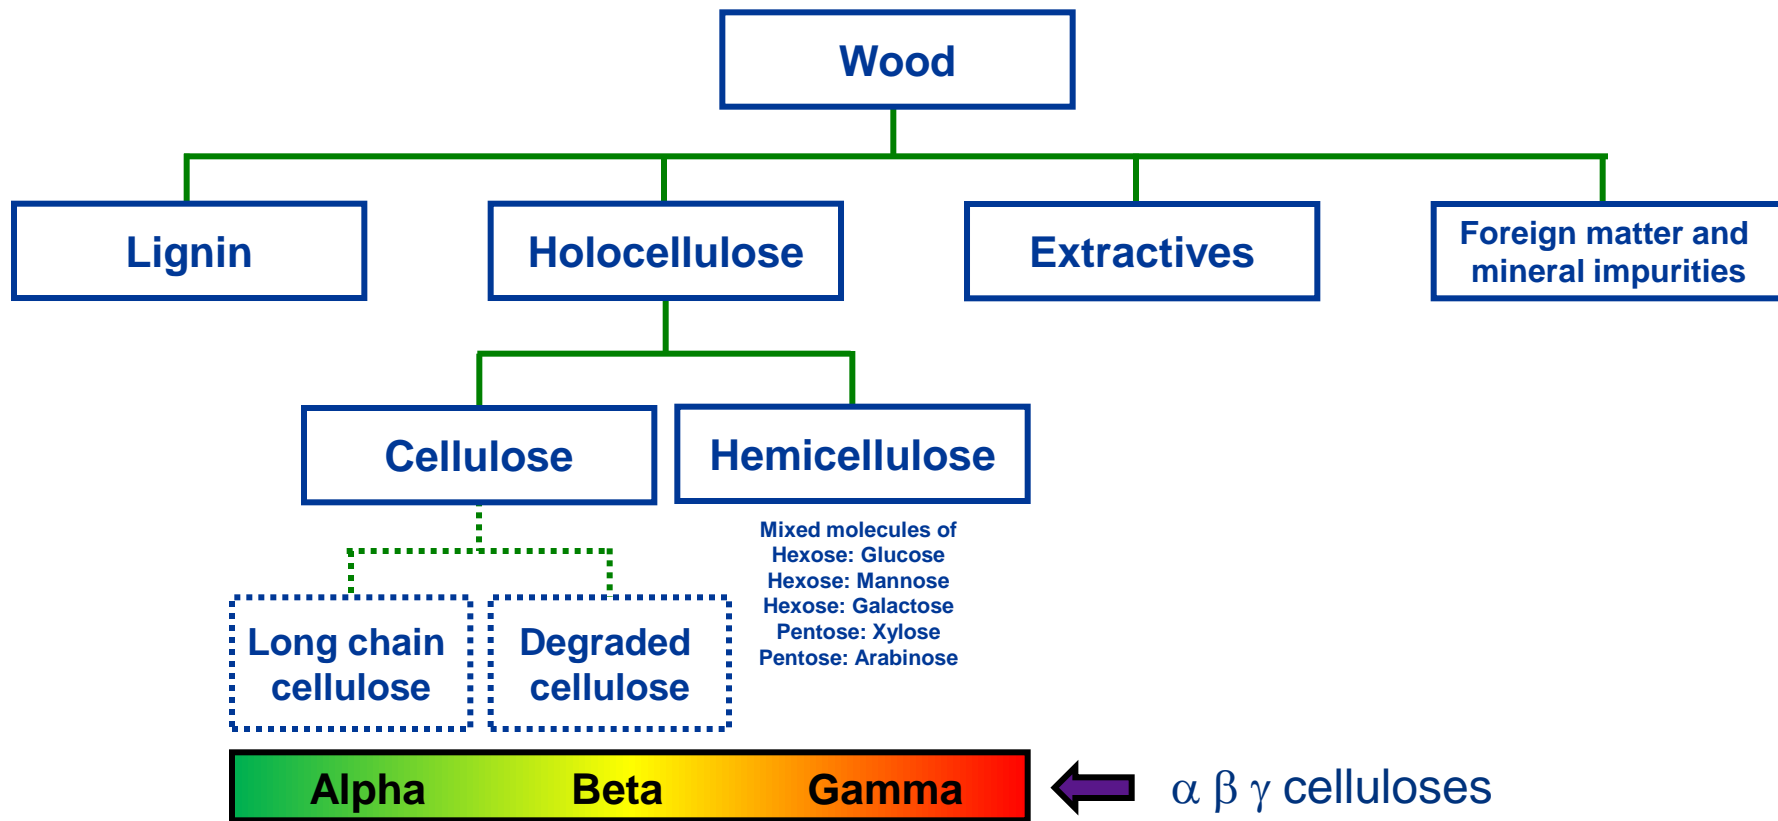 Wood
Lignin
Holocellulose
Extractives
Foreign matter and
mineral impurities
Cellulose
Hemicellulose
Mixed molecules of
Hexose: Glucose
Hexose: Mannose
Hexose: Galactose
Pentose: Xylose
Pentose: Arabinose
Long chain
cellulose
Degraded
cellulose
Alpha Beta Gamma
α β γ celluloses